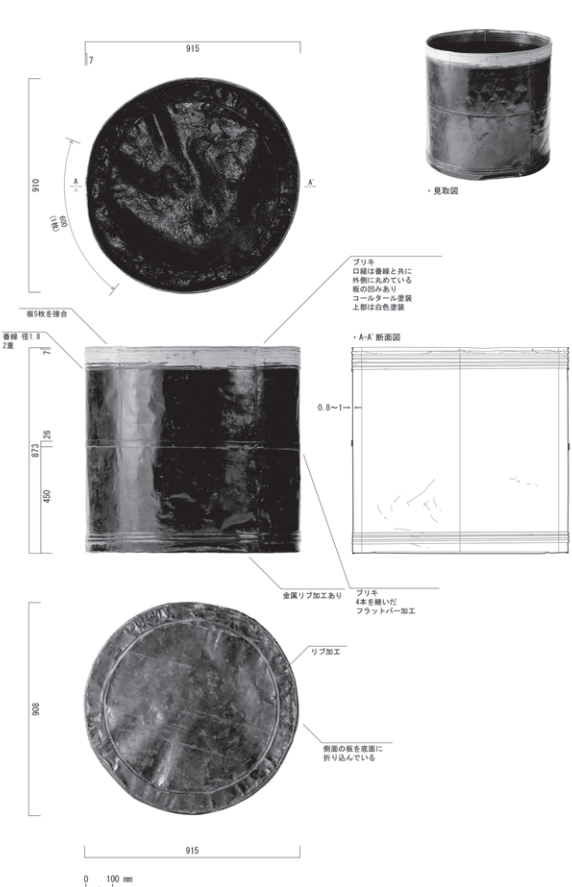 915
7
910
A
A'
600
(1枚)
・見取図
ブリキ
口縁は番線と共に
外側に丸めている
板の凹みあり
コールタール塗装
上部は白色塗装
板5枚を接合
番線 径1.8
2重
・A-A' 断面図
7
26
873
450
0.8〜1
金属リブ加工あり
ブリキ
4本を継いだ
フラットバー加工
908
リブ加工
側面の板を底面に
折り込んでいる
915
0 100 mm